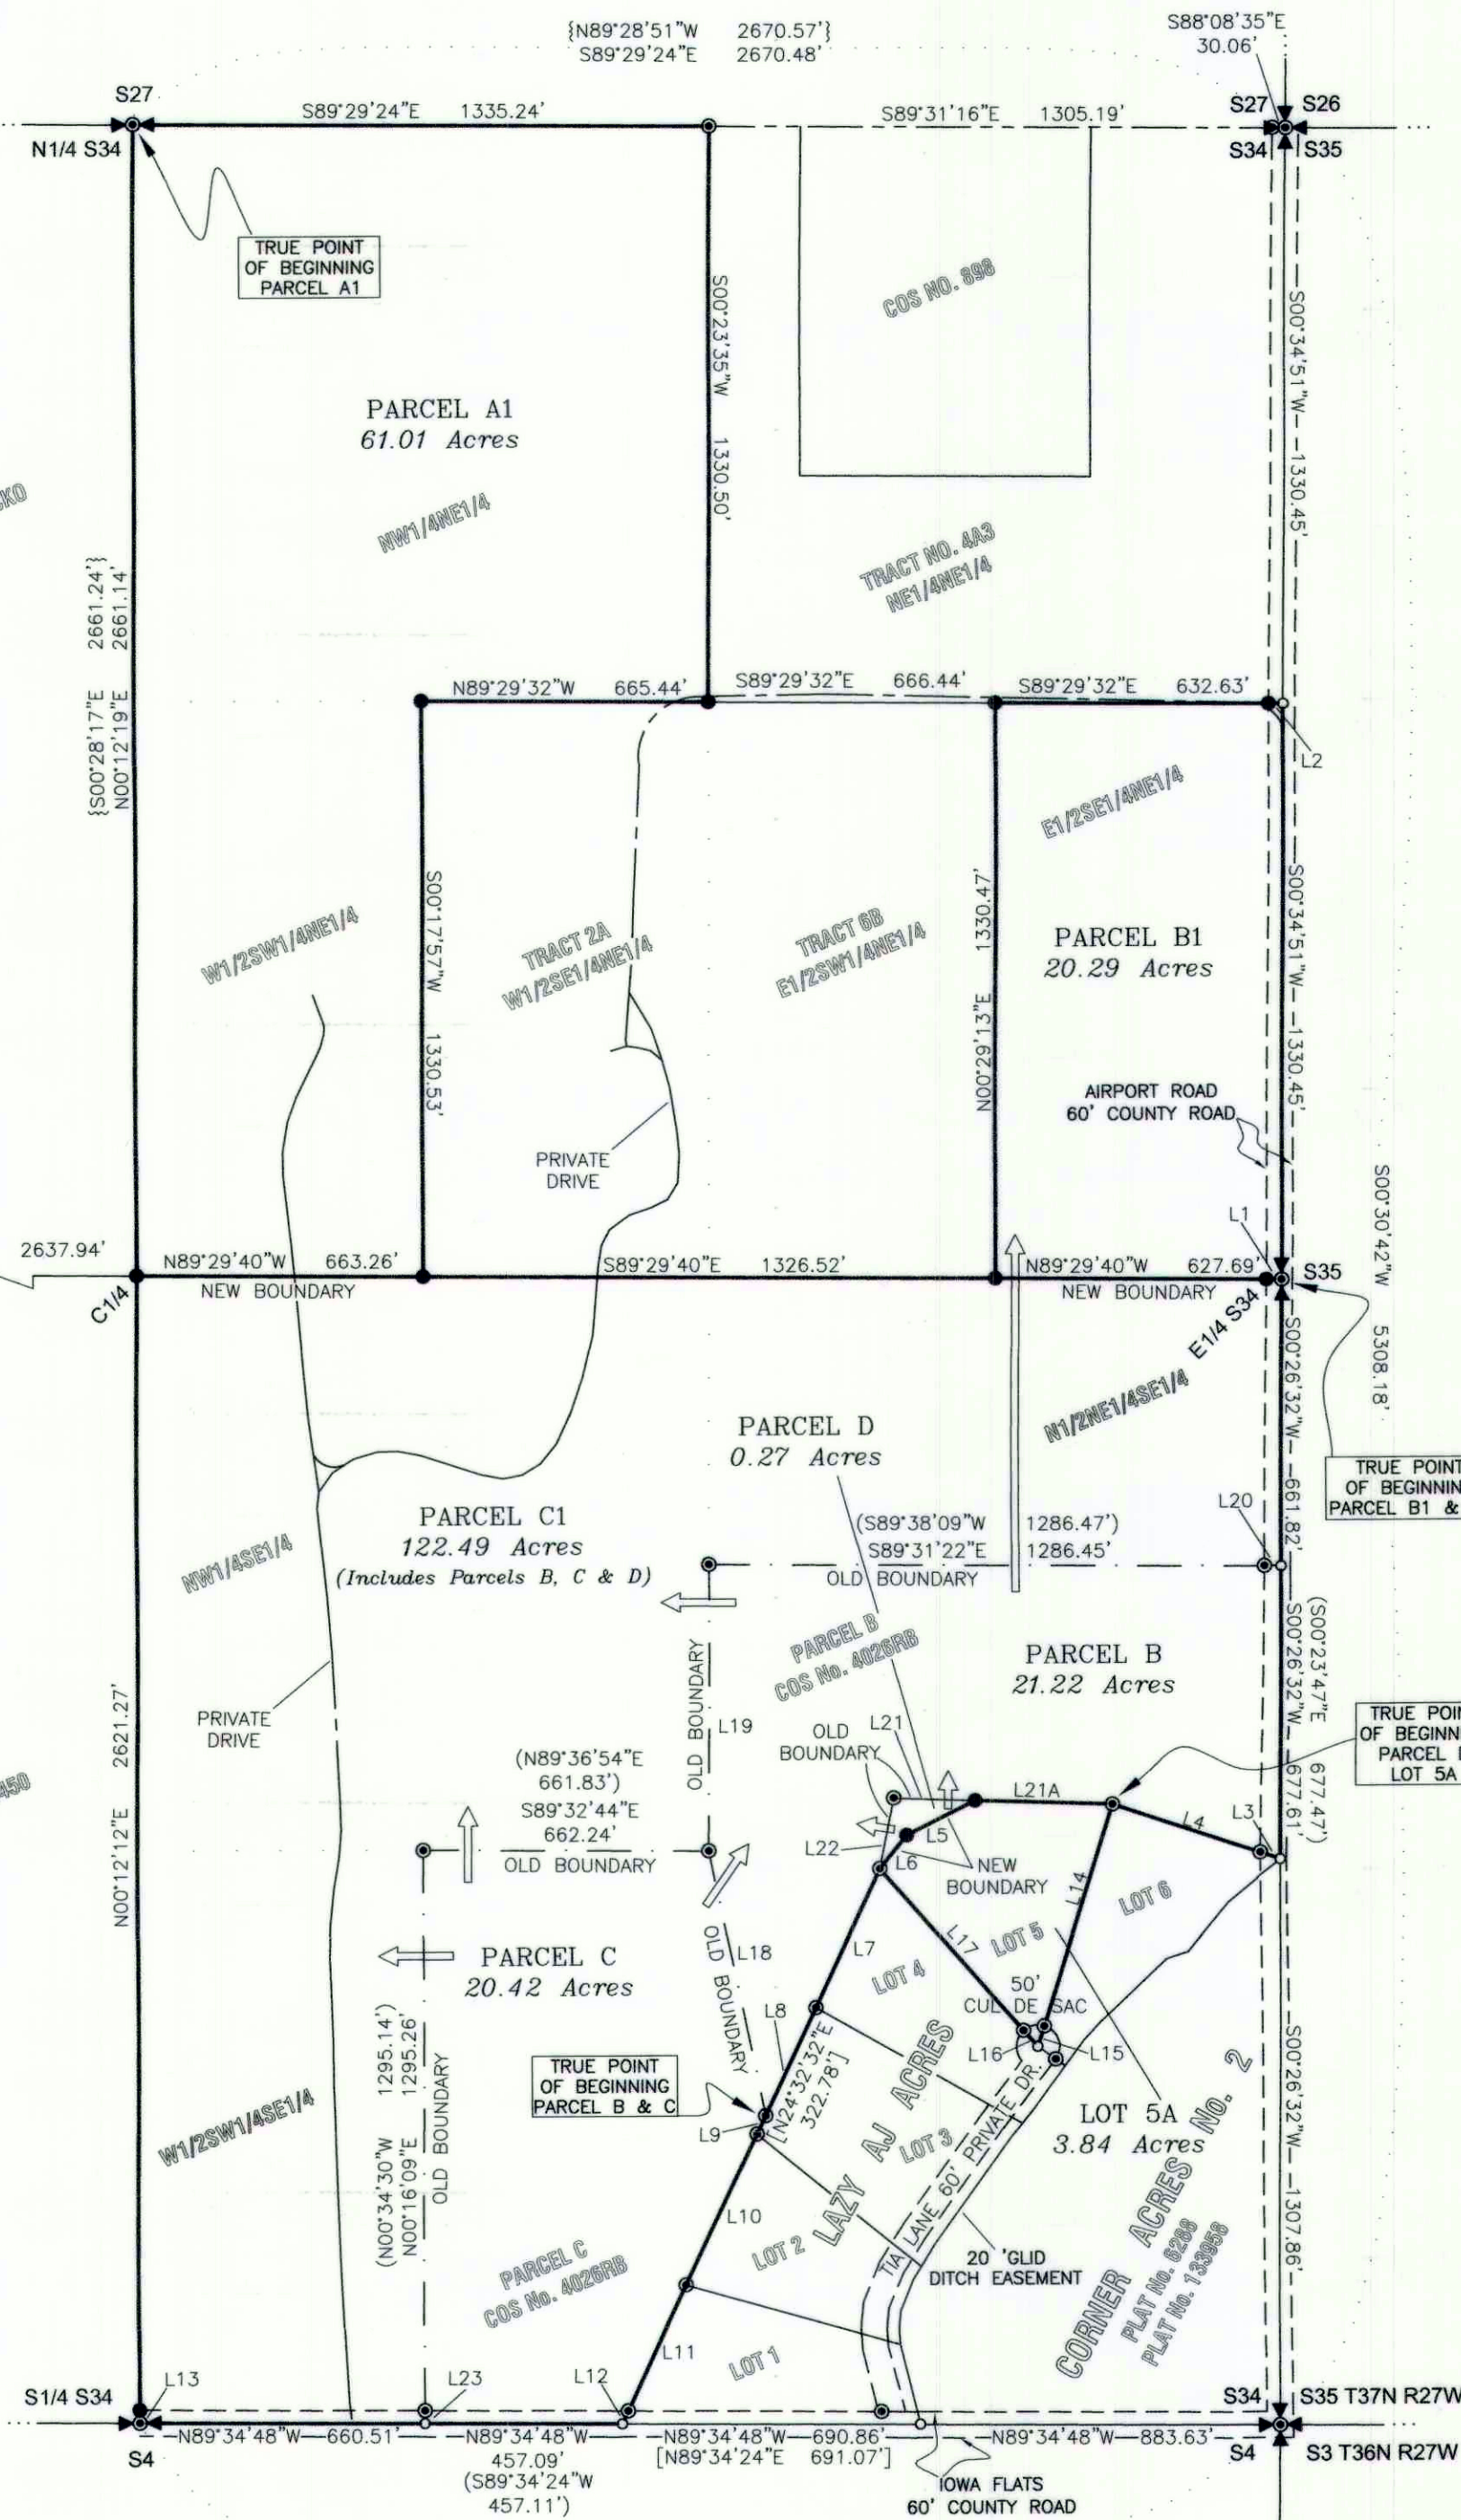 {N89°28'51"W 2670.57'}
S89°29'24"E 2670.48'
S88°08'35"E
30.06'
S27
N1/4 S34
S89°29'24"E 1335.24'
S89°31'16"E 1305.19'
S27
S26
S34
S35
TRUE POINT
OF BEGINNING
PARCEL A1
COS NO. 898
S00°23'35"W 1330.50'
S00°34'51"W 1330.45'
PARCEL A1
61.01 Acres
NW1/4NE1/4
TRACT NO. 4A3
NE1/4NE1/4
{S00°28'17"E 2661.24'}
N00°12'19"E 2661.14'
N89°29'32"W 665.44'
S89°29'32"E 666.44'
S89°29'32"E 632.63'
L2
E1/2SE1/4NE1/4
W1/2SW1/4NE1/4
S00°17'57"W 1330.53'
TRACT 2A
W1/2SE1/4NE1/4
TRACT 6B
E1/2SW1/4NE1/4
N00°29'13"E 1330.47'
PARCEL B1
20.29 Acres
S00°34'51"W 1330.45'
AIRPORT ROAD
60' COUNTY ROAD
PRIVATE
DRIVE
S00°30'42"W 5308.18'
L1
2637.94'
N89°29'40"W 663.26'
NEW BOUNDARY
S89°29'40"E 1326.52'
N89°29'40"W 627.69'
NEW BOUNDARY
S35
C1/4
E1/4 S34
S00°26'32"W 661.82'
N1/2NE1/4SE1/4
PARCEL D
0.27 Acres
TRUE POINT
OF BEGINNIN
PARCEL B1 &
L20
PARCEL C1
122.49 Acres
(Includes Parcels B, C & D)
(S89°38'09"W 1286.47')
S89°31'22"E 1286.45'
OLD BOUNDARY
NW1/4SE1/4
PARCEL B
COS No. 4026RB
PARCEL B
21.22 Acres
S00°26'32"W 677.61'
(S00°23'47"E 677.47')
N00°12'12"E 2621.27'
PRIVATE
DRIVE
OLD BOUNDARY
L19
OLD
BOUNDARY
L21
TRUE POIN
OF BEGINN
PARCEL
LOT 5A
(N89°36'54"E
661.83')
S89°32'44"E
662.24'
OLD BOUNDARY
L21A
L3
L4
L5
L22
L6
NEW
BOUNDARY
L14
LOT 6
450
L17
LOT 5
L7
LOT 4
OLD BOUNDARY
L18
PARCEL C
20.42 Acres
50'
CUL DE SAC
L8
[N24°32'32"E
322.78']
L16
L15
(N00°34'30"W 1295.14')
N00°16'09"E 1295.26'
OLD BOUNDARY
TRUE POINT
OF BEGINNING
PARCEL B & C
L9
LAZY AJ ACRES
LOT 3
TIA LANE 60' PRIVATE DR.
LOT 5A
3.84 Acres
S00°26'32"W 1307.86'
W1/2SW1/4SE1/4
L10
LOT 2
20 'GLID
DITCH EASEMENT
CORNER ACRES No. 2
PLAT No. 6288
PLAT No. 133958
PARCEL C
COS No. 4026RB
L11
LOT 1
L13
L23
L12
S1/4 S34
S34
S35 T37N R27W
N89°34'48"W 660.51'
N89°34'48"W
457.09'
(S89°34'24"W
457.11')
N89°34'48"W 690.86'
[N89°34'24"E 691.07']
N89°34'48"W 883.63'
S4
S4
S3 T36N R27W
IOWA FLATS
60' COUNTY ROAD